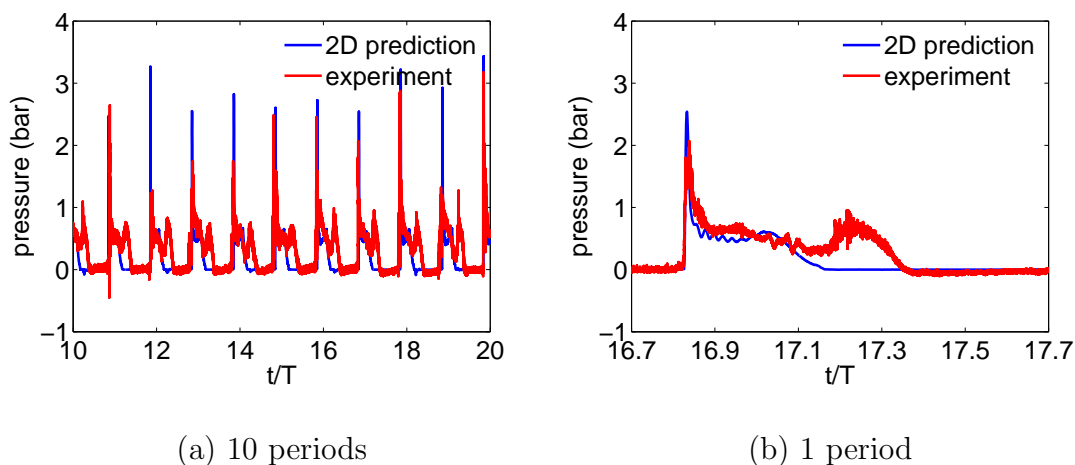 4
3
2
1
0
−1
pressure (bar)
2D prediction
experiment
10 12 14 16 18 20
t/T
(a) 10 periods
4
3
2
1
0
−1
pressure (bar)
2D prediction
experiment
16.7 16.9 17.1 17.3 17.5 17.7
t/T
(b) 1 period